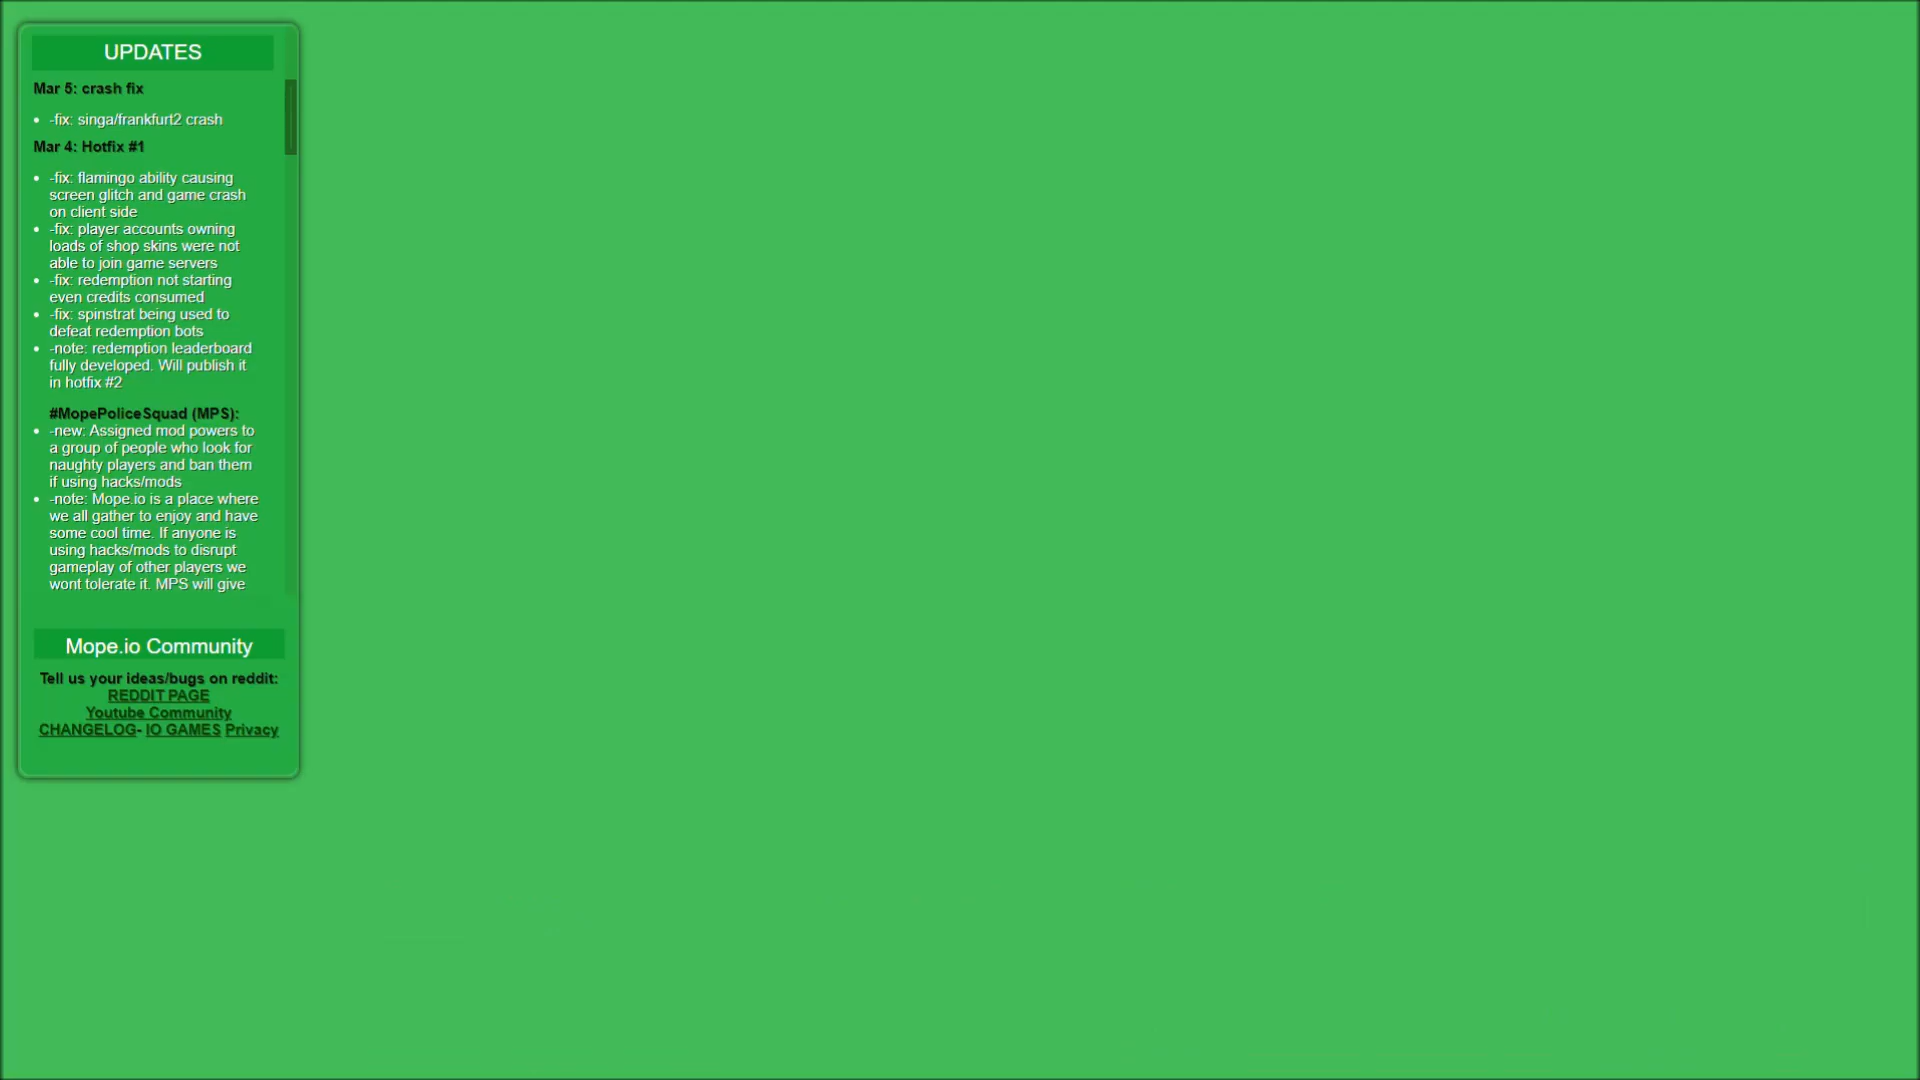 UPDATES
Mar 5: crash fix
-fix: singa/frankfurt2 crash
Mar 4: Hotfix #1
-fix: flamingo ability causing
screen glitch and game crash
on client side
-fix: player accounts owning
loads of shop skins were not
able to join game servers
-fix: redemption not starting
even credits consumed
-fix: spinstrat being used to
defeat redemption bots
-note: redemption leaderboard
fully developed. Will publish it
in hotfix #2
#MopePoliceSquad (MPS):
-new: Assigned mod powers to
a group of people who look for
naughty players and ban them
if using hacks/mods
-note: Mope.io is a place where
we all gather to enjoy and have
some cool time. If anyone is
using hacks/mods to disrupt
gameplay of other players we
wont tolerate it. MPS will give
Mope.io Community
Tell us your ideas/bugs on reddit:
REDDIT PAGE
Youtube Community
CHANGELOG- IO GAMES Privacy